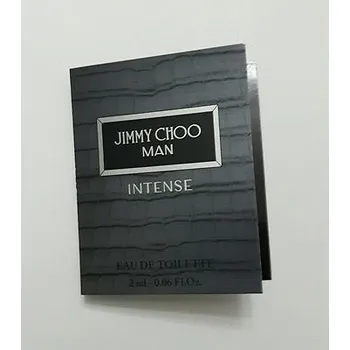 JIMMY CHOO
MAN
INTENSE
EAU DE TOILETTE
2 ml - 0.06 FL.Oz.